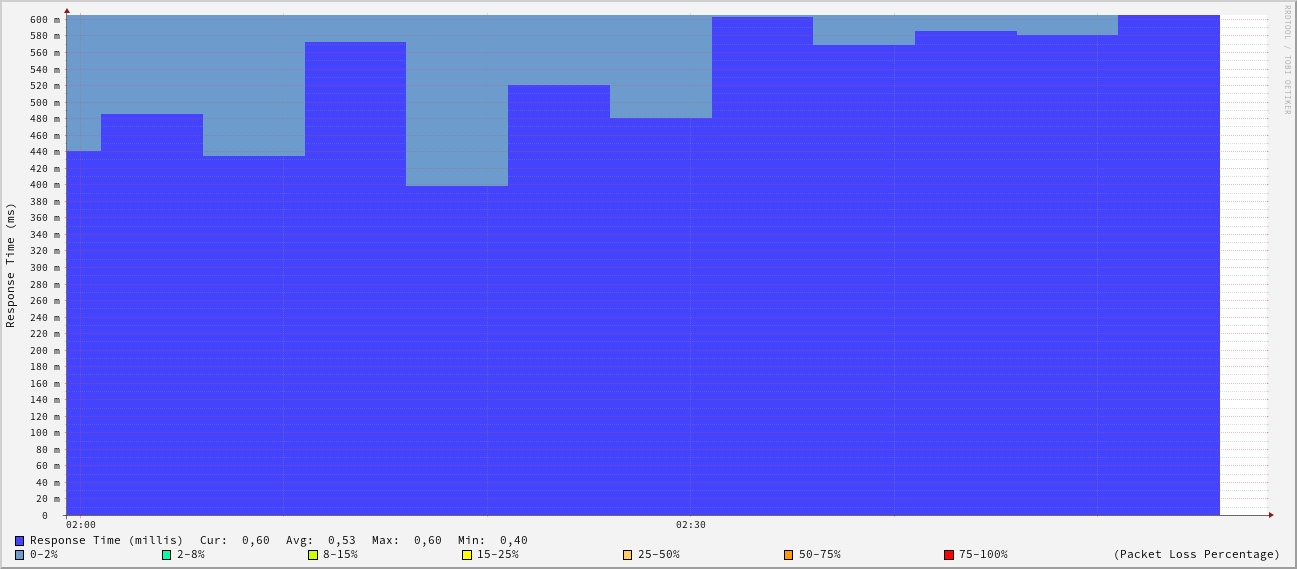 RRDTOOL / TOBI OETIKER
Response Time (ms)
600 m
580 m
560 m
540 m
520 m
500 m
480 m
460 m
440 m
420 m
400 m
380 m
360 m
340 m
320 m
300 m
280 m
260 m
240 m
220 m
200 m
180 m
160 m
140 m
120 m
100 m
80 m
60 m
40 m
20 m
0
02:00 02:30
Response Time (millis) Cur: 0,60 Avg: 0,53 Max: 0,60 Min: 0,40
0-2% 2-8% 8-15% 15-25% 25-50% 50-75% 75-100% (Packet Loss Percentage)